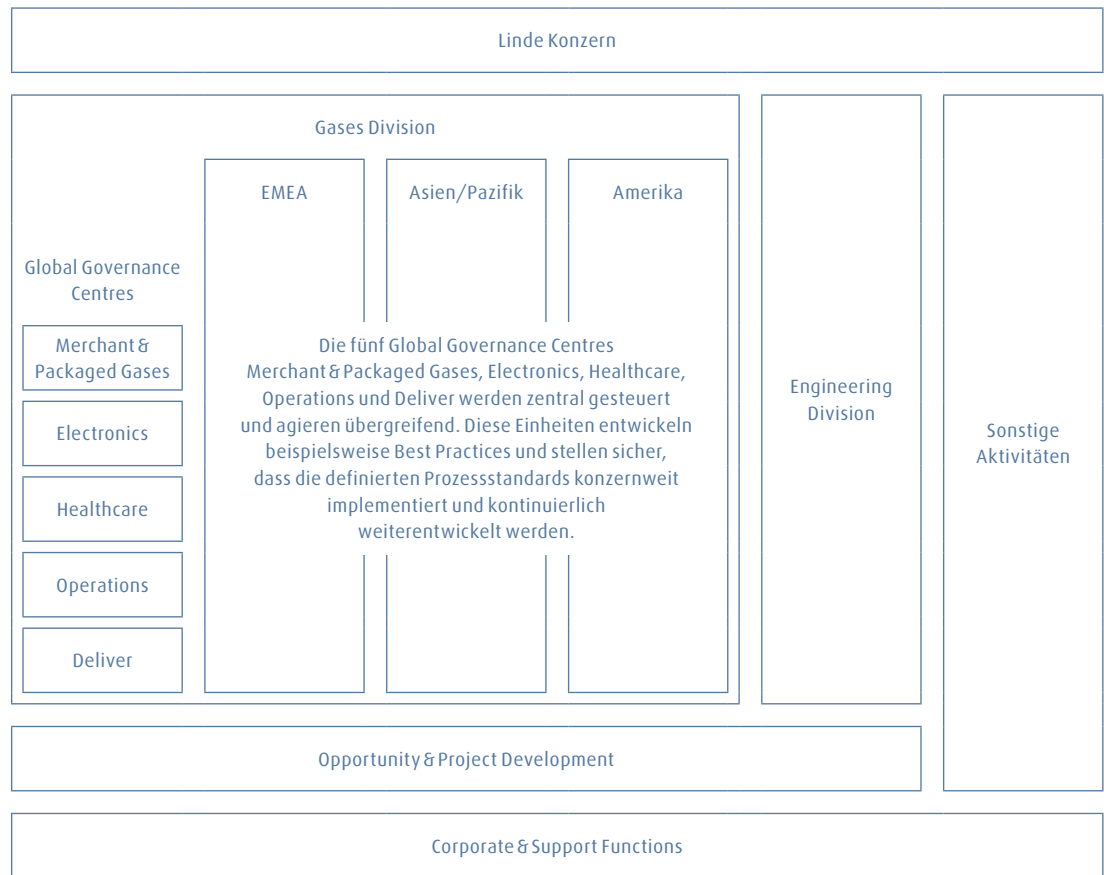 Linde Konzern
Gases Division
EMEA
Asien/Pazifik
Amerika
Global Governance
Centres
Merchant &
Packaged Gases
Electronics
Healthcare
Operations
Deliver
Die fünf Global Governance Centres
Merchant & Packaged Gases, Electronics, Healthcare,
Operations und Deliver werden zentral gesteuert
und agieren übergreifend. Diese Einheiten entwickeln
beispielsweise Best Practices und stellen sicher,
dass die definierten Prozessstandards konzernweit
implementiert und kontinuierlich
weiterentwickelt werden.
Engineering
Division
Sonstige
Aktivitäten
Opportunity & Project Development
Corporate & Support Functions